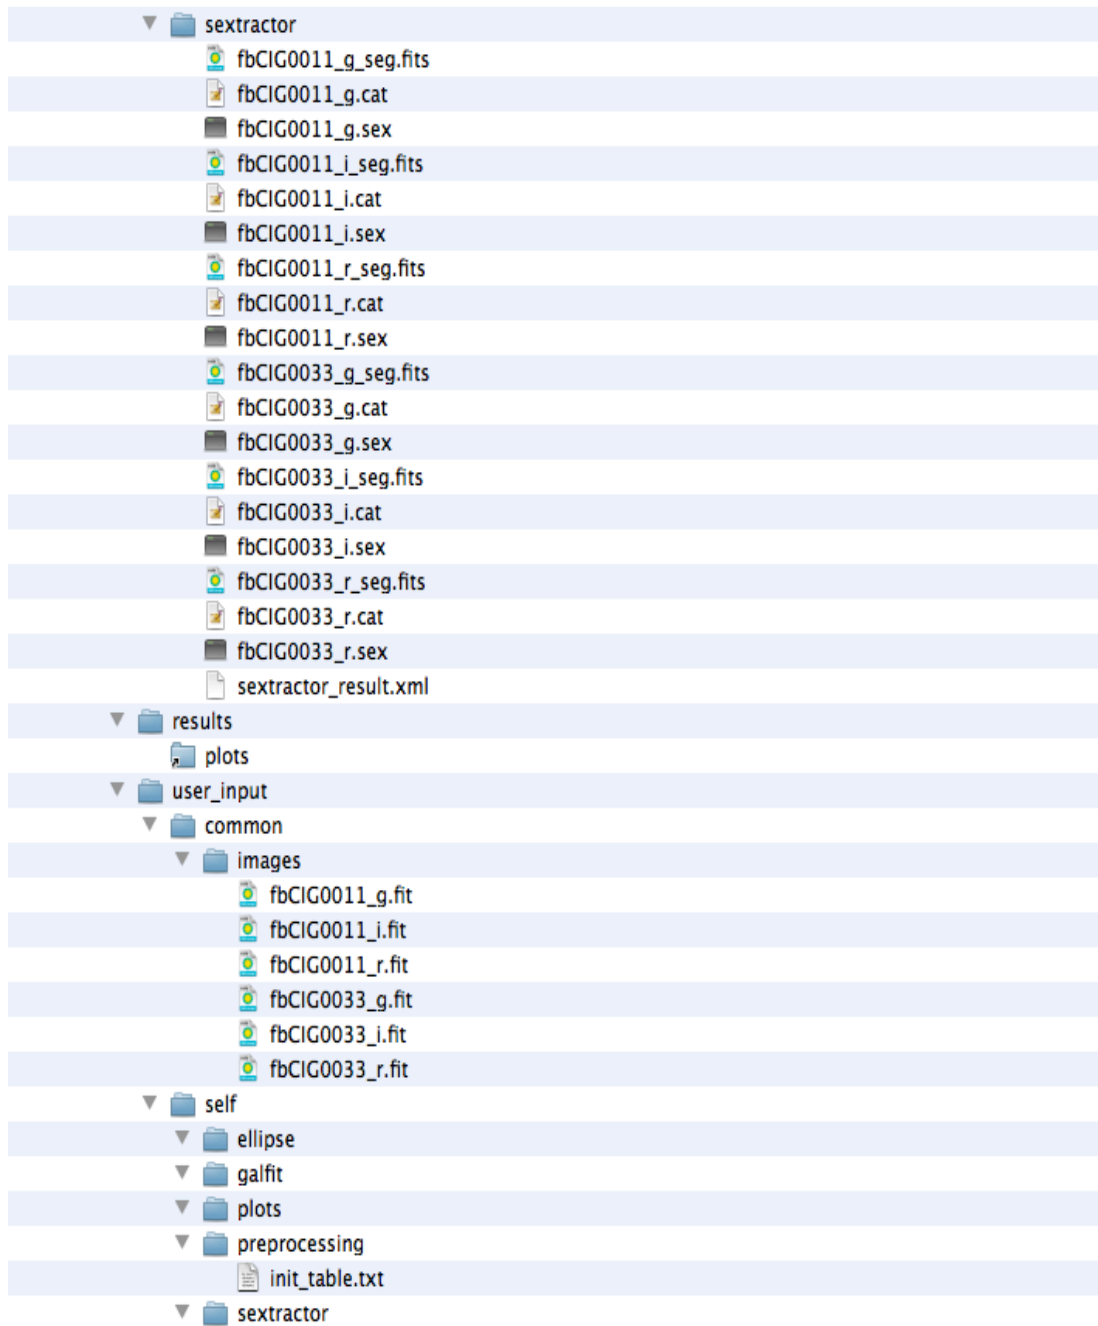 sextractor
fbCIG0011_g_seg.fits
fbCIG0011_g.cat
fbCIG0011_g.sex
fbCIG0011_i_seg.fits
fbCIG0011_i.cat
fbCIG0011_i.sex
fbCIG0011_r_seg.fits
fbCIG0011_r.cat
fbCIG0011_r.sex
fbCIG0033_g_seg.fits
fbCIG0033_g.cat
fbCIG0033_g.sex
fbCIG0033_i_seg.fits
fbCIG0033_i.cat
fbCIG0033_i.sex
fbCIG0033_r_seg.fits
fbCIG0033_r.cat
fbCIG0033_r.sex
sextractor_result.xml
results
plots
user_input
common
images
fbCIG0011_g.fit
fbCIG0011_i.fit
fbCIG0011_r.fit
fbCIG0033_g.fit
fbCIG0033_i.fit
fbCIG0033_r.fit
self
ellipse
galfit
plots
preprocessing
init_table.txt
sextractor